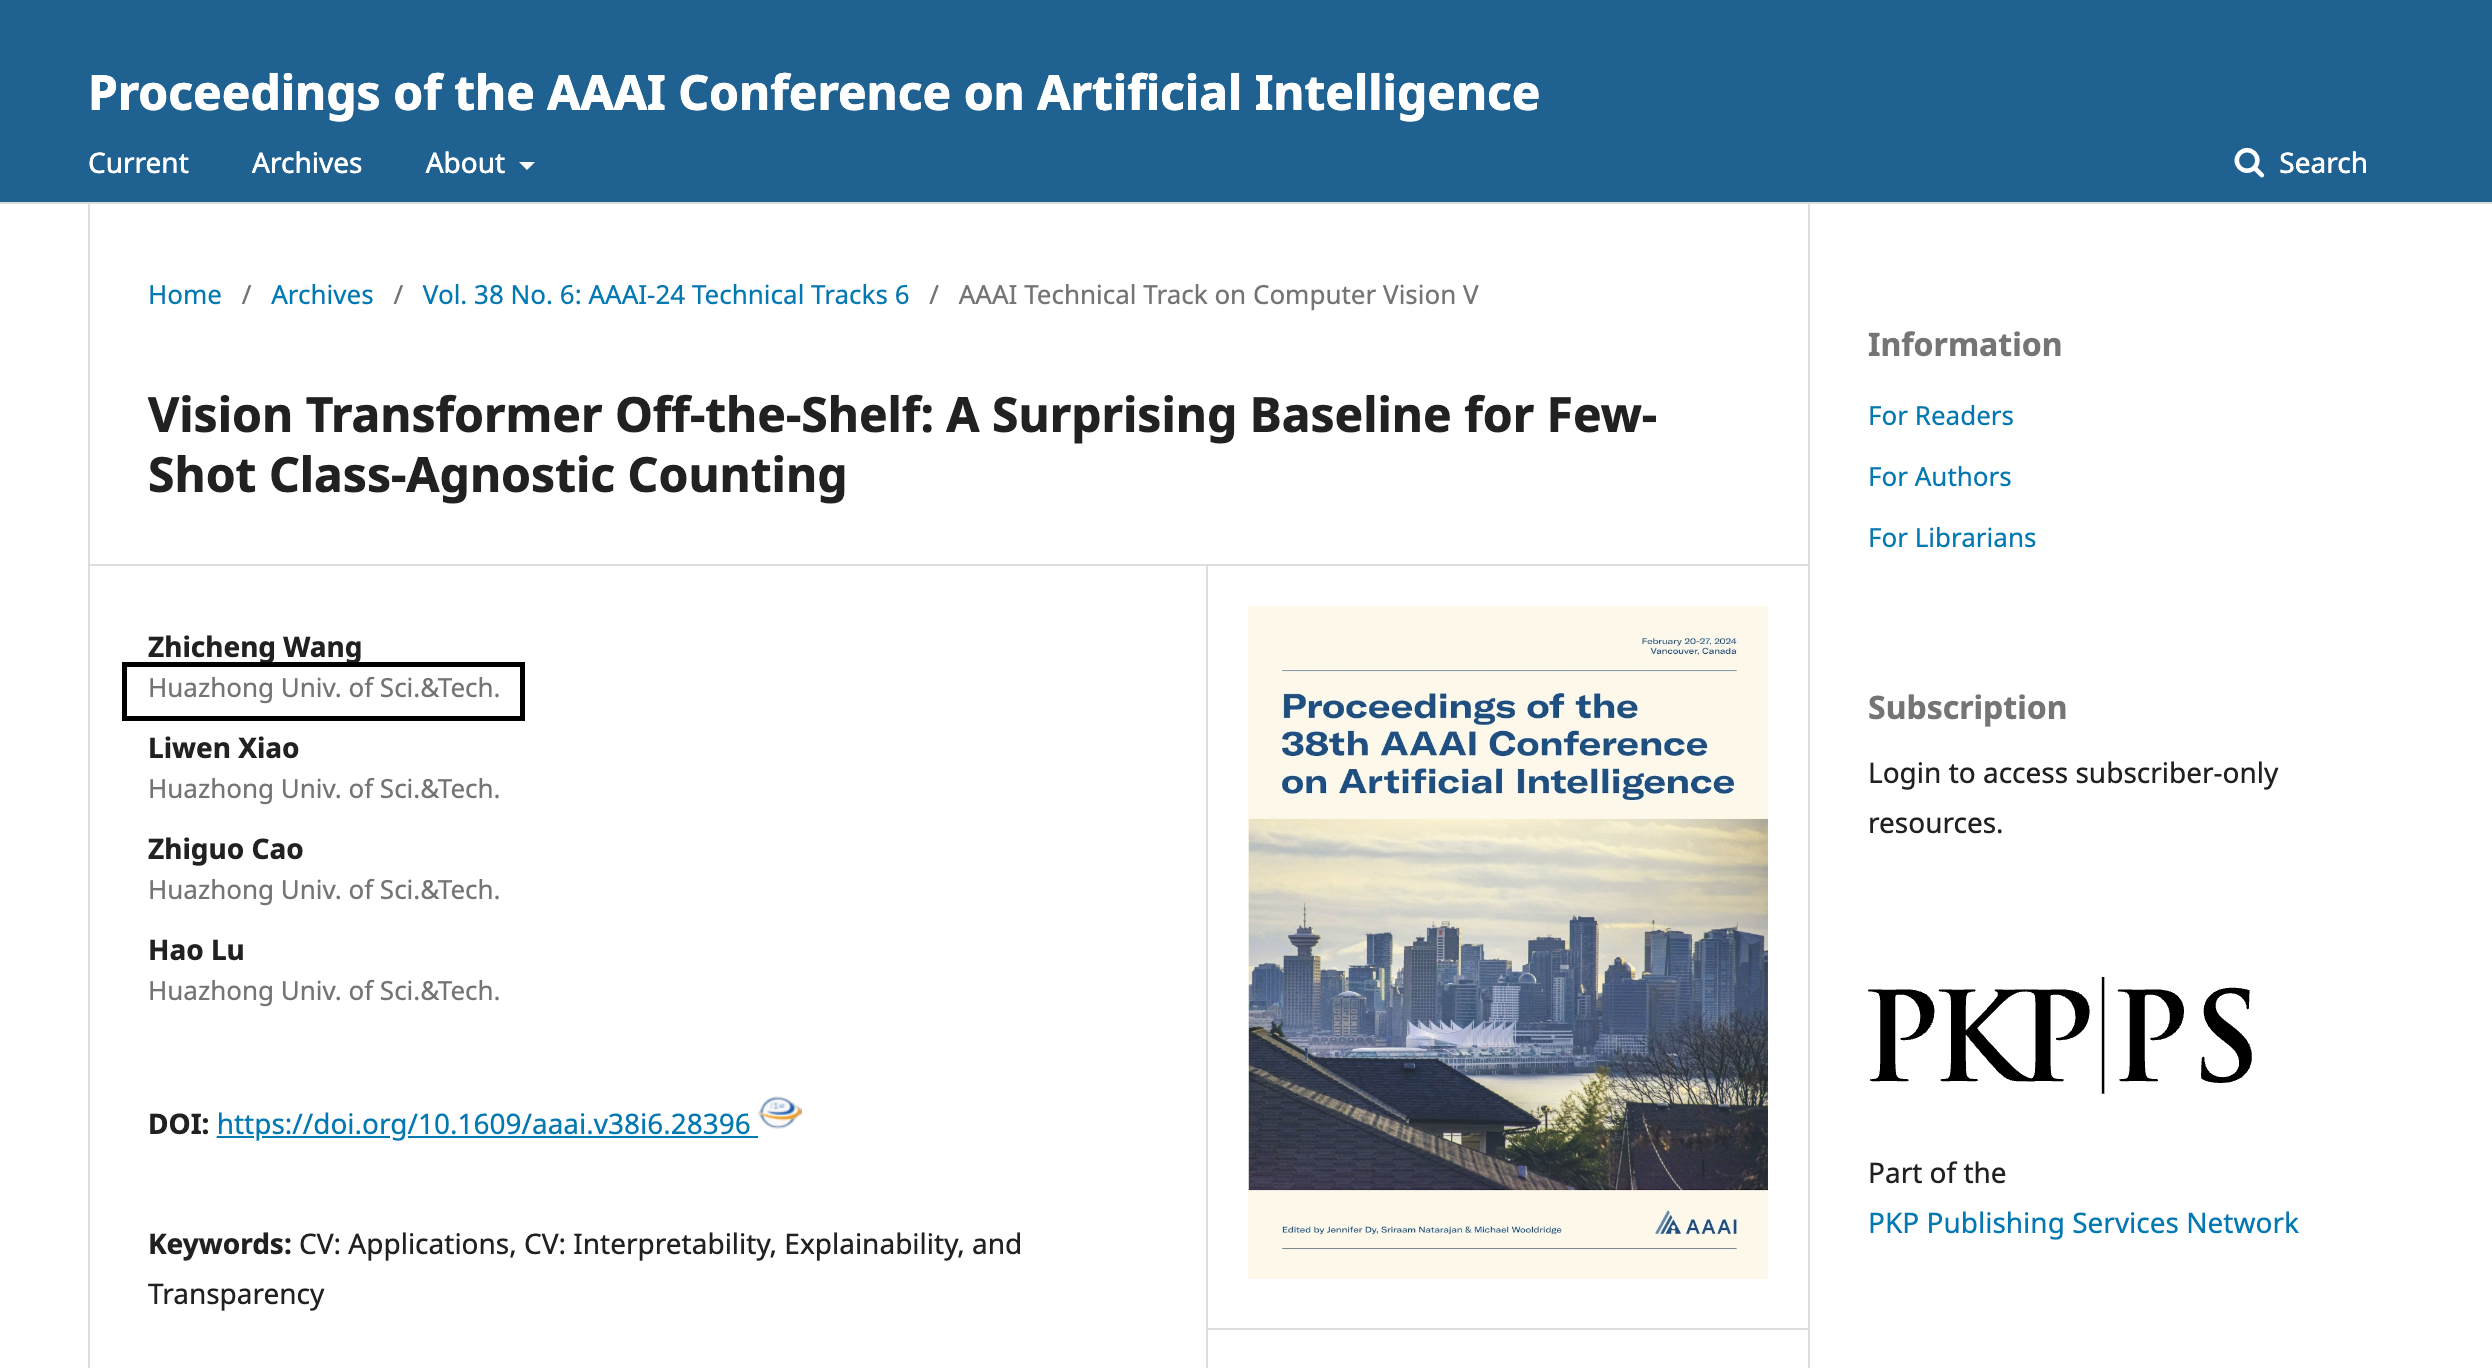 Proceedings of the AAAI Conference on Artificial Intelligence
Current Archives About Search
Home / Archives / Vol. 38 No. 6: AAAI-24 Technical Tracks 6 / AAAI Technical Track on Computer Vision V
Vision Transformer Off-the-Shelf: A Surprising Baseline for Few-
Shot Class-Agnostic Counting
Zhicheng Wang
Huazhong Univ. of Sci.&Tech.
Liwen Xiao
Huazhong Univ. of Sci.&Tech.
Zhiguo Cao
Huazhong Univ. of Sci.&Tech.
Hao Lu
Huazhong Univ. of Sci.&Tech.
DOI: https://doi.org/10.1609/aaai.v38i6.28396
Keywords: CV: Applications, CV: Interpretability, Explainability, and
Transparency
February 20-27, 2024
Vancouver, Canada
Proceedings of the
38th AAAI Conference
on Artificial Intelligence
Edited by Jennifer Dy, Sriraam Natarajan & Michael Wooldridge
AAAI
Information
For Readers
For Authors
For Librarians
Subscription
Login to access subscriber-only
resources.
PKP|PS
Part of the
PKP Publishing Services Network